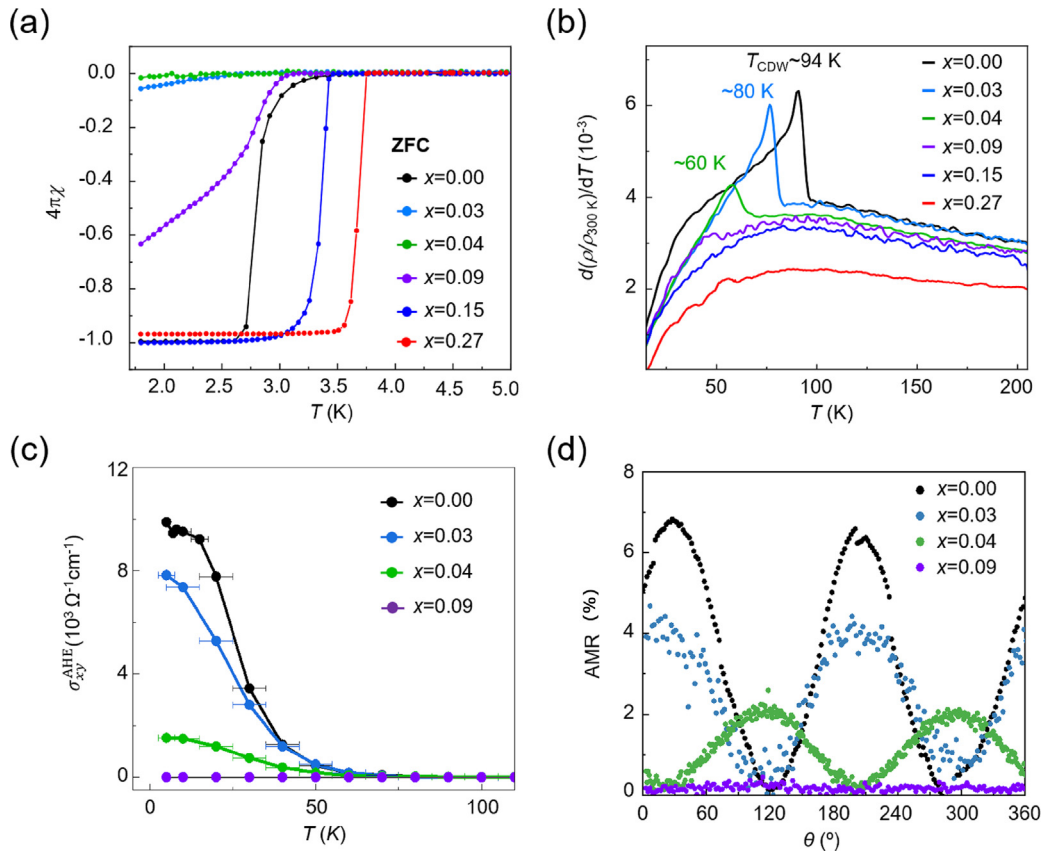 (a)
0.0
-0.2
-0.4
-0.6
-0.8
-1.0
4πχ
ZFC
x=0.00
x=0.03
x=0.04
x=0.09
x=0.15
x=0.27
2.0 2.5 3.0 3.5 4.0 4.5 5.0
T (K)
(b)
6
4
2
d(ρ/ρ300 K)/dT (10-3)
TCDW~94 K
~80 K
~60 K
x=0.00
x=0.03
x=0.04
x=0.09
x=0.15
x=0.27
50 100 150 200
T (K)
(c)
12
8
4
0
σxyAHE (103 Ω-1cm-1)
x=0.00
x=0.03
x=0.04
x=0.09
0 50 100
T (K)
(d)
8
6
4
2
0
AMR (%)
x=0.00
x=0.03
x=0.04
x=0.09
0 60 120 180 240 300 360
θ (º)